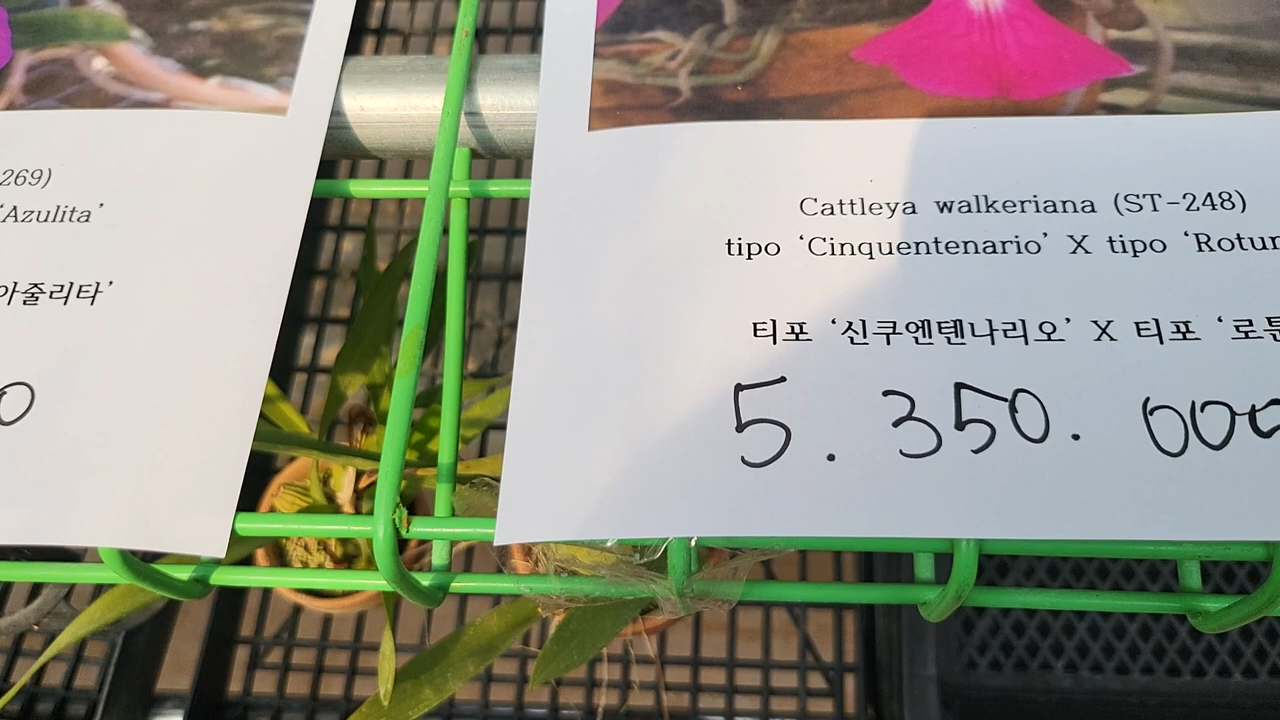 269)
'Azulita'
아줄리타'
0
Cattleya walkeriana (ST-248)
tipo 'Cinquentenario' X tipo 'Rotun
티포 '신쿠엔텐나리오' X 티포 '로툰
5. 350. 000